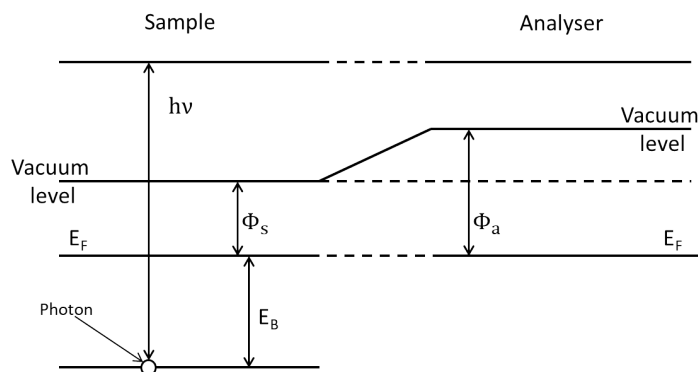 Sample
Analyser
hν
Vacuum
level
Vacuum
level
Φs
Φa
EF
EF
Photon
EB